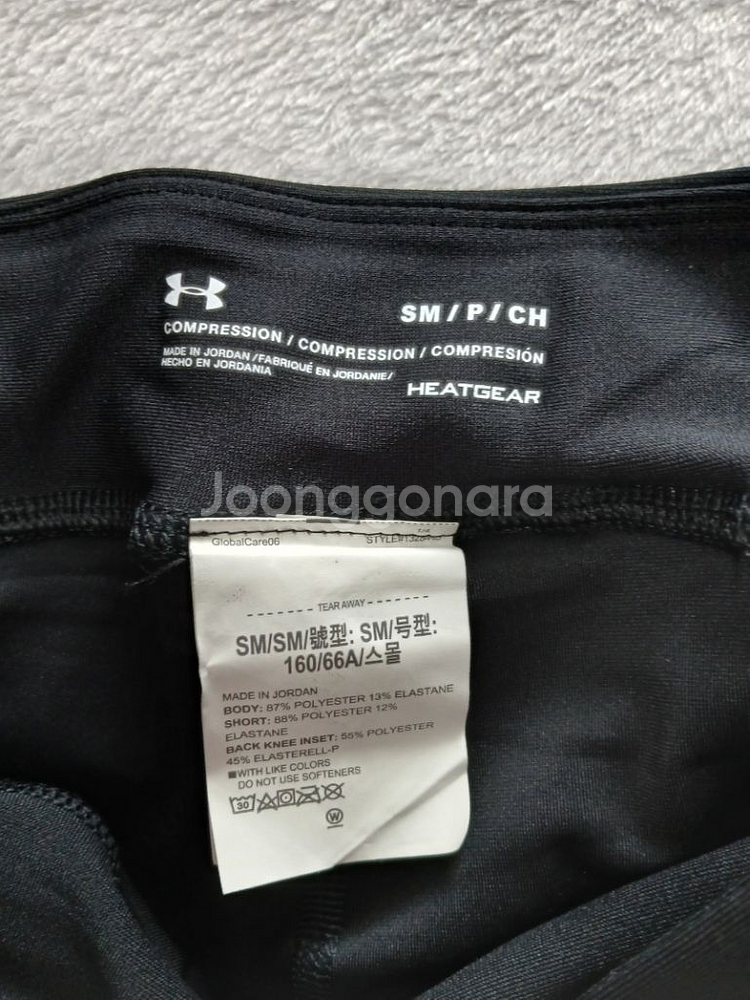 SM / P / CH
COMPRESSION / COMPRESSION / COMPRESIÓN
MADE IN JORDAN / FABRIQUÉ EN JORDANIE /
HECHO EN JORDANIA
HEATGEAR
Joonggonara
GlobalCare06
TEAR AWAY
SM/SM/號型: SM/号型:
160/66A/스몰
MADE IN JORDAN
BODY: 87% POLYESTER 13% ELASTANE
SHORT: 88% POLYESTER 12%
ELASTANE
BACK KNEE INSET: 55% POLYESTER
45% ELASTERELL-P
WITH LIKE COLORS
DO NOT USE SOFTENERS
30
W